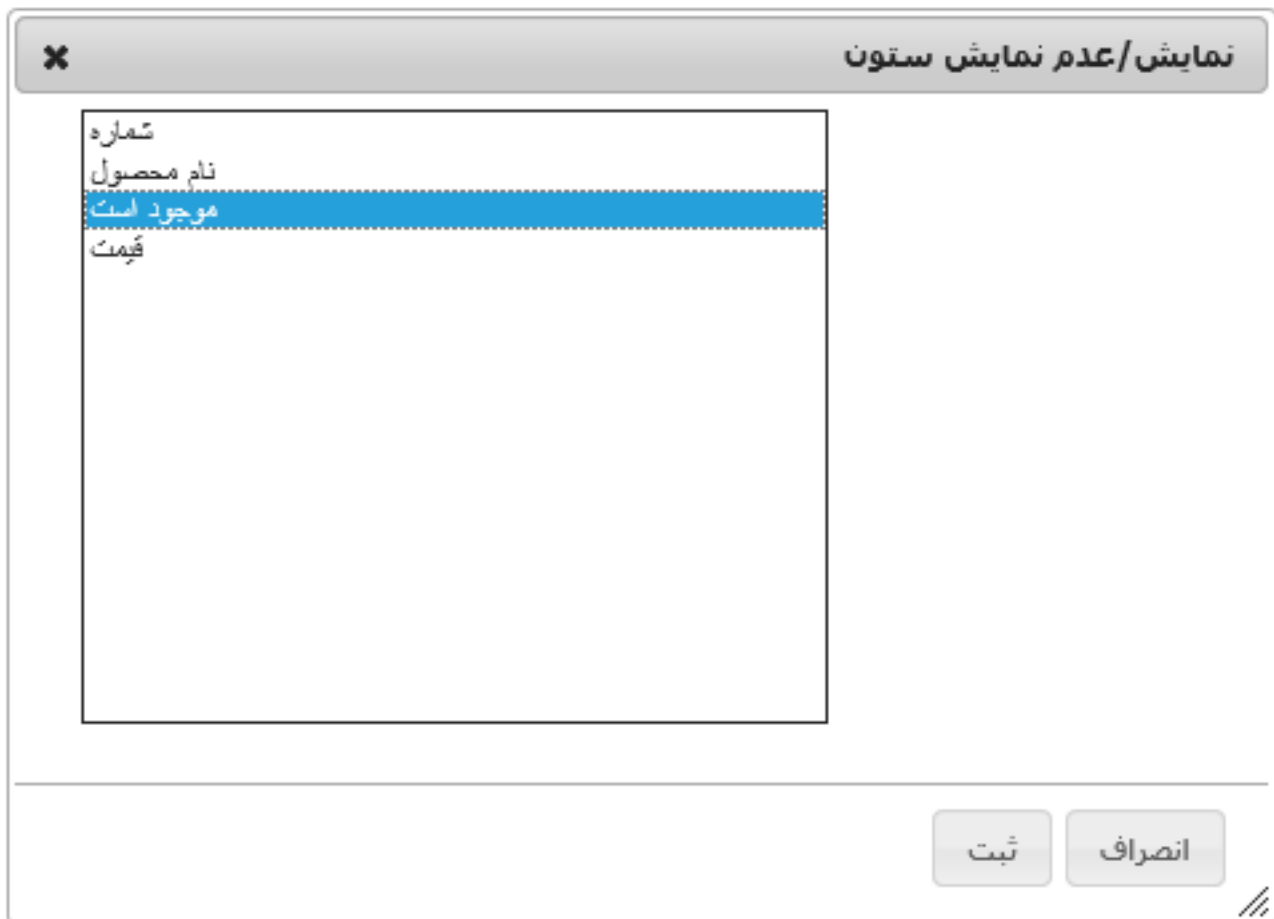 نمایش/عدم نمایش ستون
شماره
نام محصول
موجود است
قیمت
انصراف
ثبت